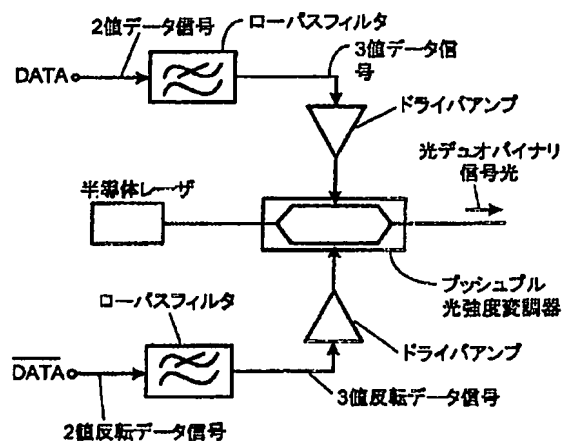 2値データ信号
ローパスフィルタ
3値データ信
号
DATA
ドライバアンプ
光デュオバイナリ
信号光
半導体レーザ
プッシュプル
光強度変調器
ローパスフィルタ
ドライバアンプ
DATA
3値反転データ信号
2値反転データ信号